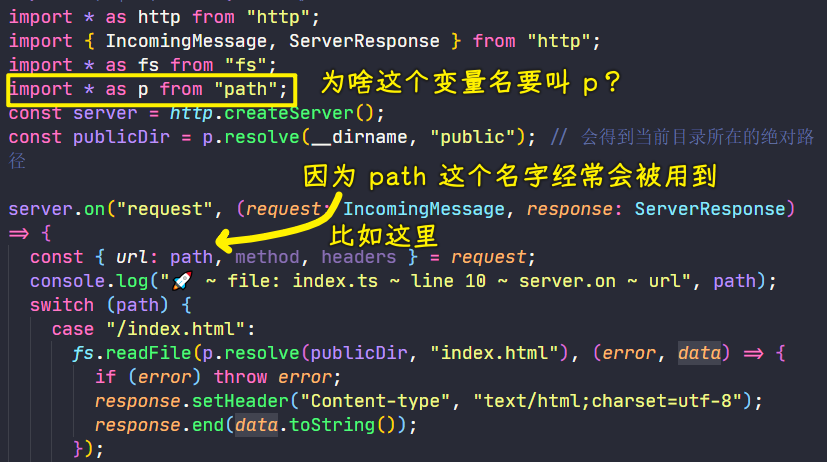 import * as http from "http";
import { IncomingMessage, ServerResponse } from "http";
import * as fs from "fs";
import * as p from "path";
为啥这个变量名要叫 p？
const server = http.createServer();
const publicDir = p.resolve(__dirname, "public"); // 会得到当前目录所在的绝对路
径
因为 path 这个名字经常会被用到
server.on("request", (request: IncomingMessage, response: ServerResponse)
⇒ {
比如这里
const { url: path, method, headers } = request;
console.log("🚀 ~ file: index.ts ~ line 10 ~ server.on ~ url", path);
switch (path) {
case "/index.html":
fs.readFile(p.resolve(publicDir, "index.html"), (error, data) ⇒ {
if (error) throw error;
response.setHeader("Content-type", "text/html;charset=utf-8");
response.end(data.toString());
});